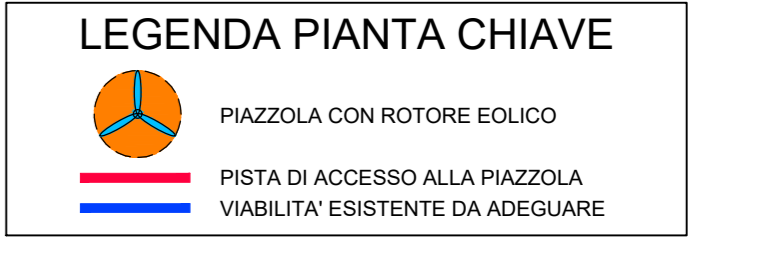 LEGENDA PIANTA CHIAVE
PIAZZOLA CON ROTORE EOLICO
PISTA DI ACCESSO ALLA PIAZZOLA
VIABILITA' ESISTENTE DA ADEGUARE